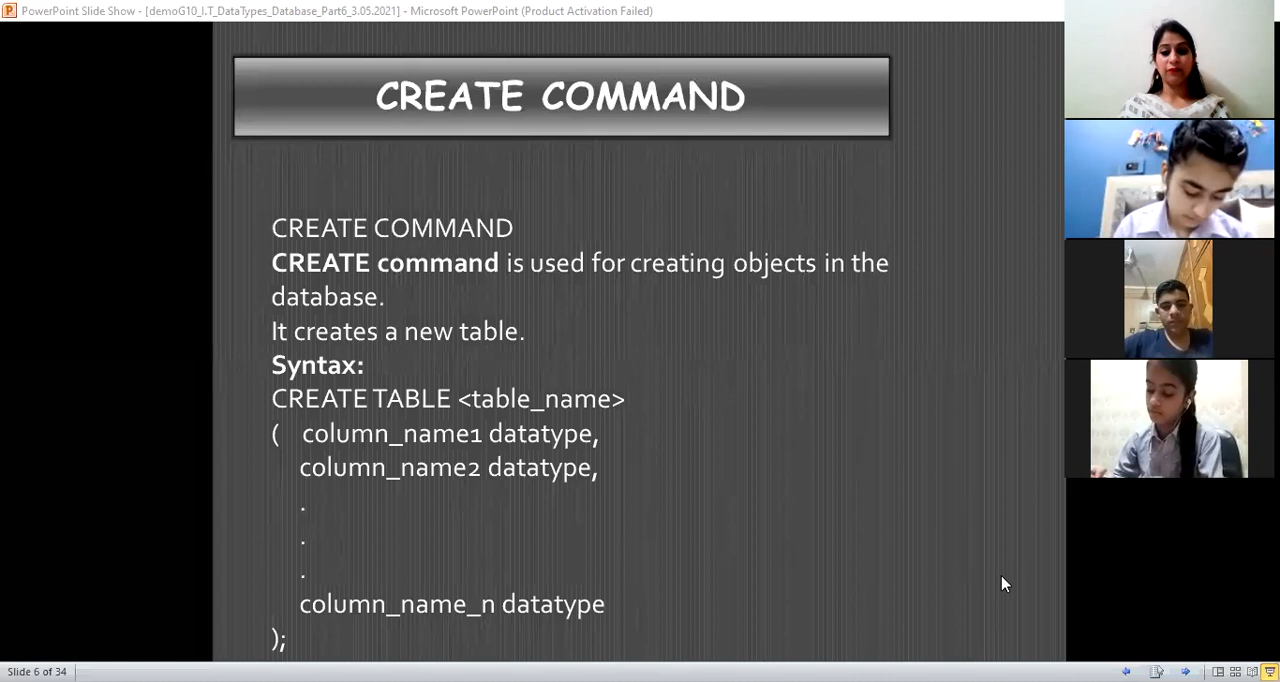 PowerPoint Slide Show - [demoG10_I.T_DataTypes_Database_Part6_3.05.2021] - Microsoft PowerPoint (Product Activation Failed)
CREATE COMMAND
CREATE COMMAND
CREATE command is used for creating objects in the
database.
It creates a new table.
Syntax:
CREATE TABLE <table_name>
( column_name1 datatype,
column_name2 datatype,
.
.
.
column_name_n datatype
);
Slide 6 of 34